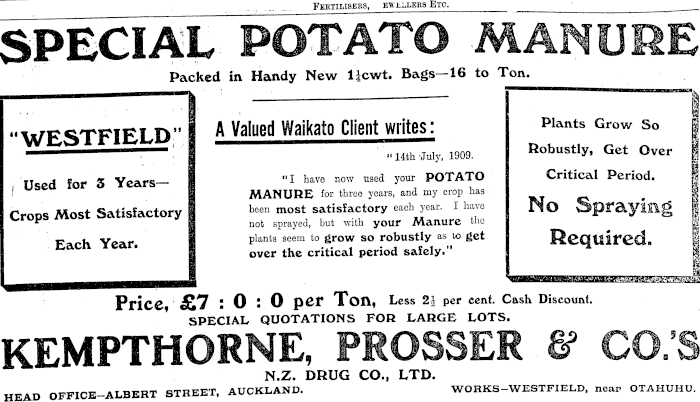 FERTILISERS, EWELLERS ETC.
SPECIAL POTATO MANURE
Packed in Handy New 1¼cwt. Bags—16 to Ton.
"WESTFIELD"
Used for 3 Years—
Crops Most Satisfactory
Each Year.
A Valued Waikato Client writes:
"14th July, 1909.
"I have now used your POTATO
MANURE for three years, and my crop has
been most satisfactory each year. I have
not sprayed, but with your Manure the
plants seem to grow so robustly as to get
over the critical period safely."
Plants Grow So
Robustly, Get Over
Critical Period.
No Spraying
Required.
Price, £7 : 0 : 0 per Ton, Less 2½ per cent. Cash Discount.
SPECIAL QUOTATIONS FOR LARGE LOTS.
KEMPTHORNE, PROSSER & CO.'S
N.Z. DRUG CO., LTD.
HEAD OFFICE—ALBERT STREET, AUCKLAND.
WORKS—WESTFIELD, near OTAHUHU.